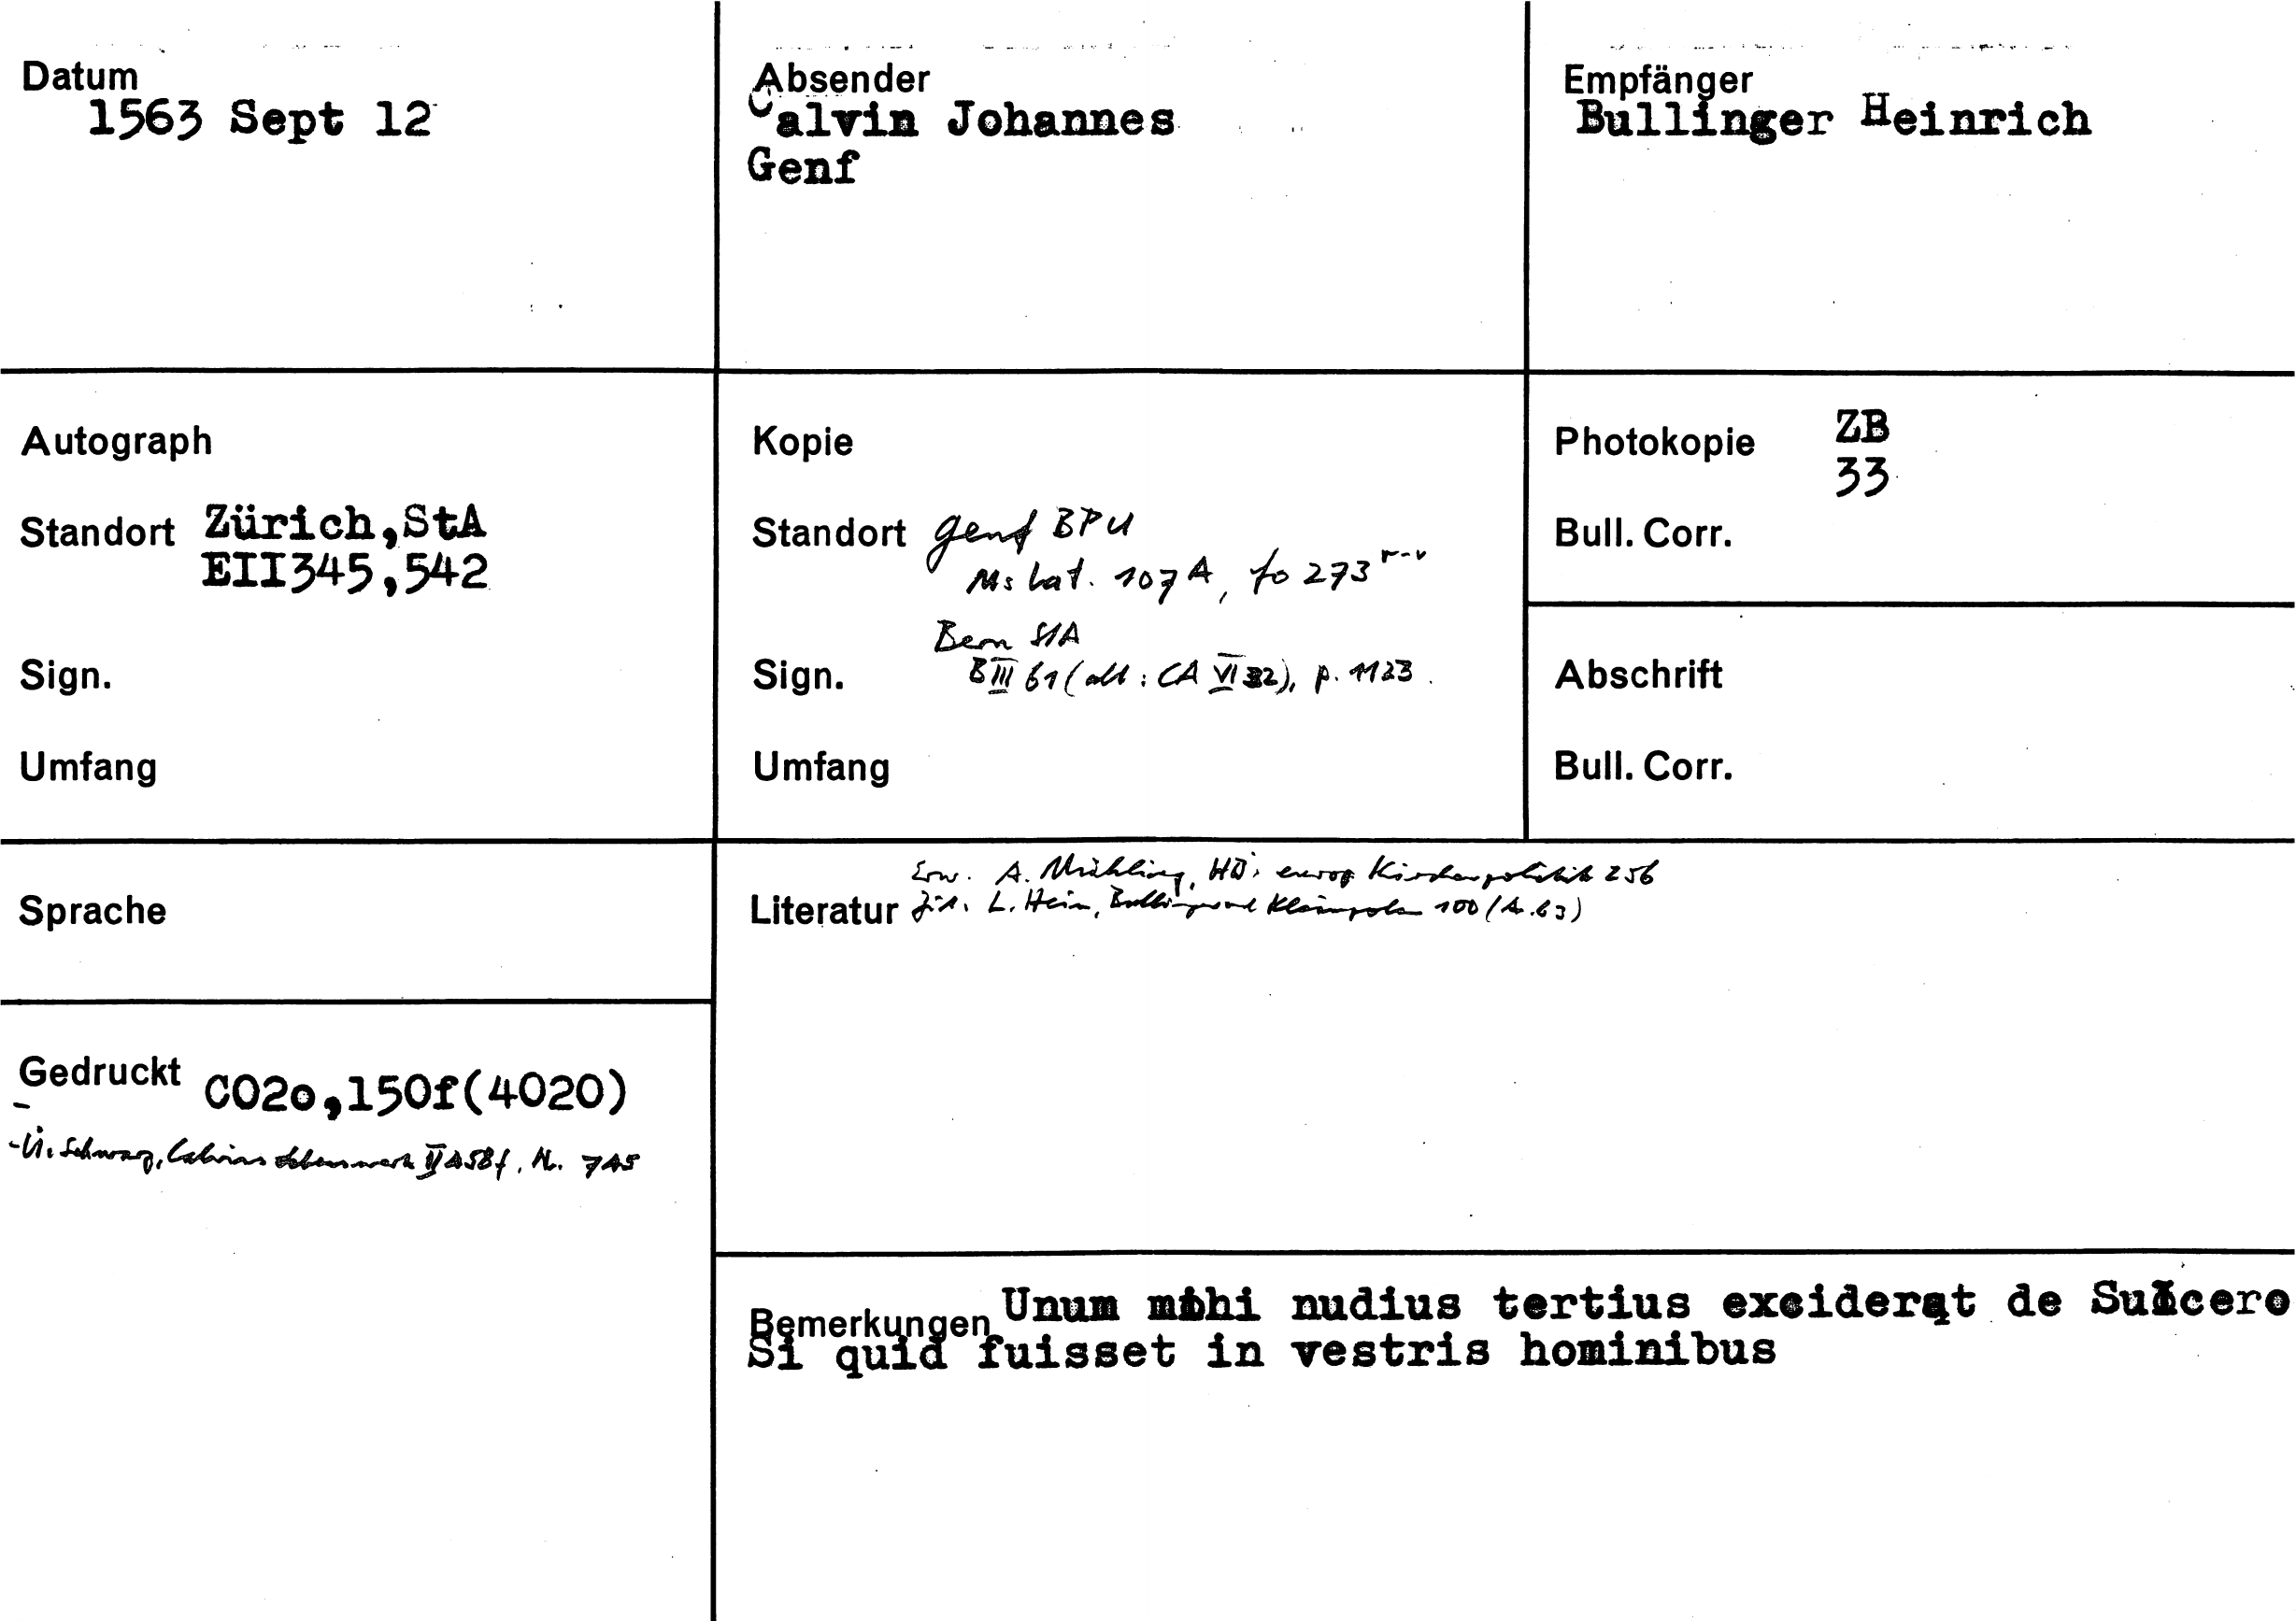 Datum
1563 Sept 12
Absender
Calvin Johannes
Genf
Empfänger
Bullinger Heinrich
Autograph
Standort Zürich,StA
EII345,542
Sign.
Umfang
Kopie
Standort Genf BPU
Ms lat. 107A, fo 273 r-v
Bern StA
Sign. B III 61 (alt: CA VI 32), p. 1123.
Umfang
Photokopie ZB
33
Bull. Corr.
Abschrift
Bull. Corr.
Sprache
Erw. A. Mühling, HB's europ Kirchenpolitik 256
Literatur Zit. L. Hein, Bullinger und Kleinpolen 100 (A. 63)
Gedruckt CO20,150f(4020)
-Ü: Schwarz, Calvins Lebenswerk II 458f, Nr. 745
Bemerkungen Unum mihi nudius tertius exciderat de Sulcero
Si quid fuisset in vestris hominibus